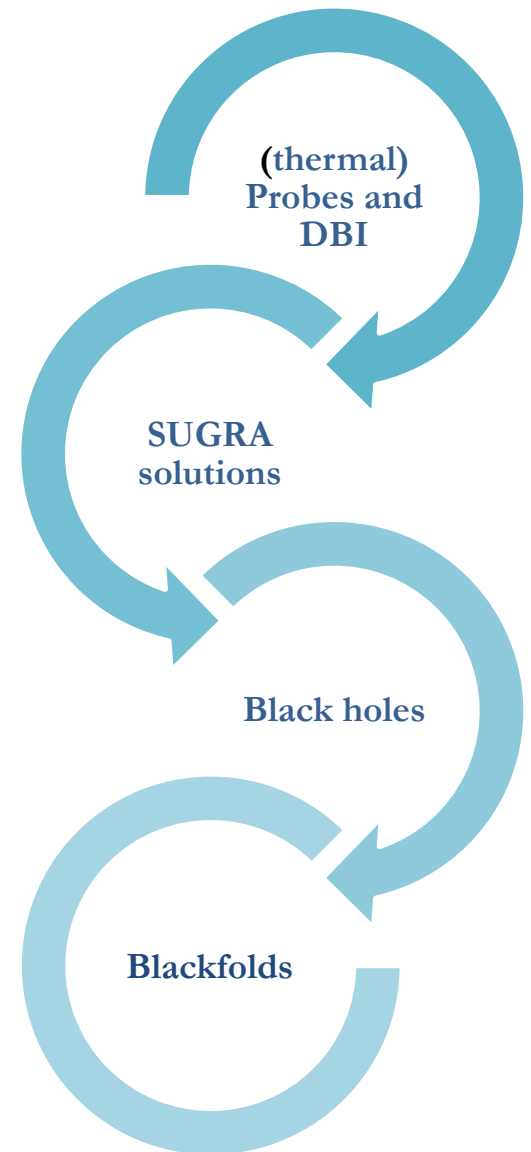 (thermal)
Probes and
DBI
SUGRA
solutions
Black holes
Blackfolds